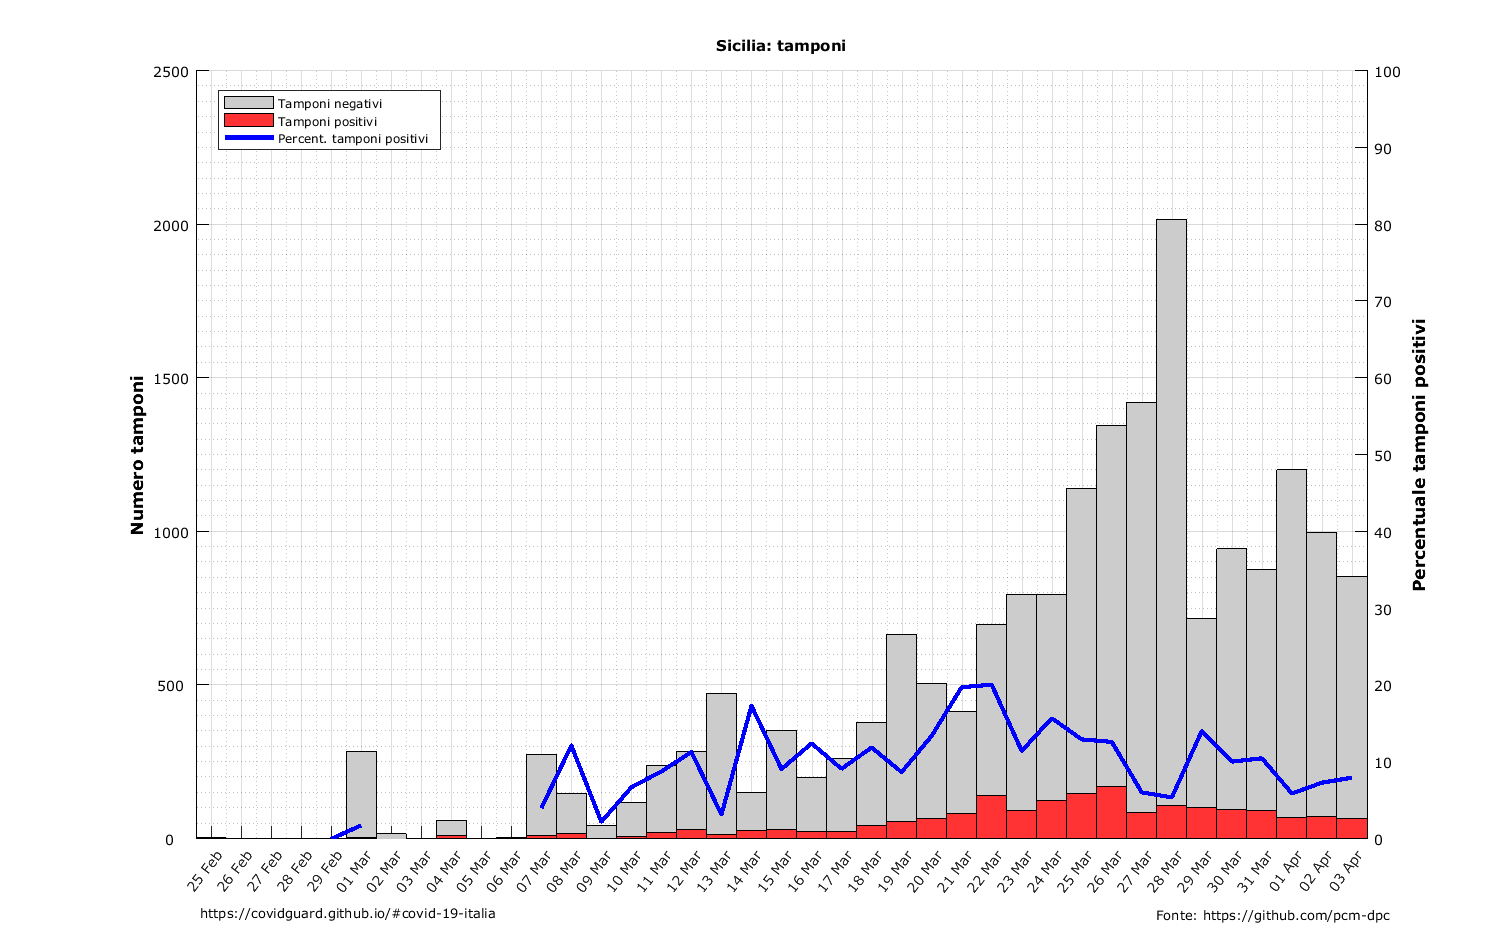 Sicilia: tamponi
2500
2000
1500
1000
500
0
100
90
80
70
60
50
40
30
20
10
0
Numero tamponi
Percentuale tamponi positivi
Tamponi negativi
Tamponi positivi
Percent. tamponi positivi
25 Feb
26 Feb
27 Feb
28 Feb
29 Feb
01 Mar
02 Mar
03 Mar
04 Mar
05 Mar
06 Mar
07 Mar
08 Mar
09 Mar
10 Mar
11 Mar
12 Mar
13 Mar
14 Mar
15 Mar
16 Mar
17 Mar
18 Mar
19 Mar
20 Mar
21 Mar
22 Mar
23 Mar
24 Mar
25 Mar
26 Mar
27 Mar
28 Mar
29 Mar
30 Mar
31 Mar
01 Apr
02 Apr
03 Apr
https://covidguard.github.io/#covid-19-italia
Fonte: https://github.com/pcm-dpc